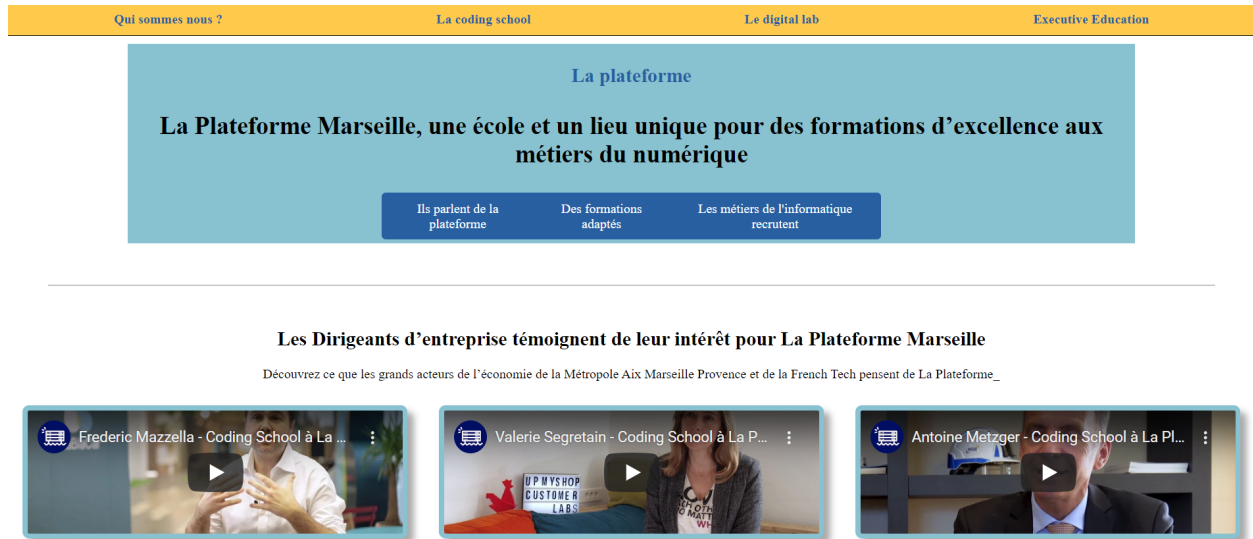 Qui sommes nous ?
La coding school
Le digital lab
Executive Education
La plateforme
La Plateforme Marseille, une école et un lieu unique pour des formations d’excellence aux
métiers du numérique
Ils parlent de la
plateforme
Des formations
adaptés
Les métiers de l'informatique
recrutent
Les Dirigeants d’entreprise témoignent de leur intérêt pour La Plateforme Marseille
Découvrez ce que les grands acteurs de l’économie de la Métropole Aix Marseille Provence et de la French Tech pensent de La Plateforme_
Frederic Mazzella - Coding School à La ...
Valerie Segretain - Coding School à La P...
UPMYSHOP
CUSTOMER
LABS
Antoine Metzger - Coding School à La Pl...